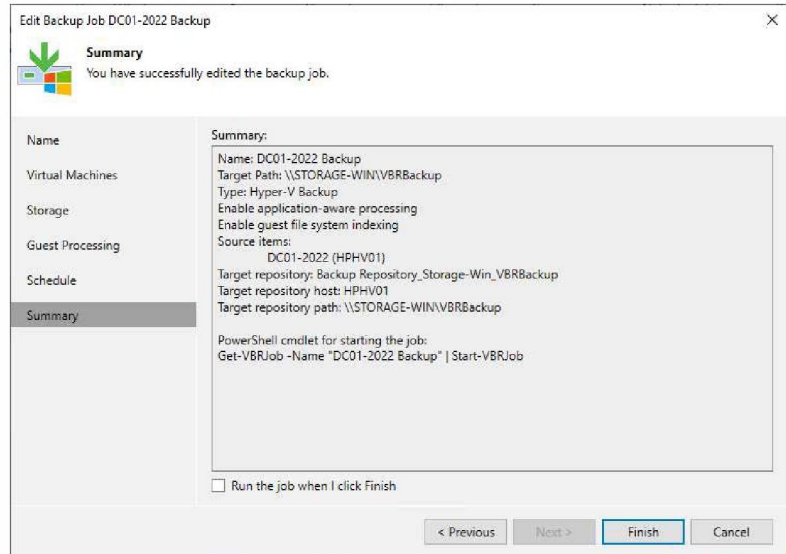 Edit Backup Job DC01-2022 Backup
Summary
You have successfully edited the backup job.
Name
Virtual Machines
Storage
Guest Processing
Schedule
Summary
Summary:
Name: DC01-2022 Backup
Target Path: \\STORAGE-WIN\VBRBackup
Type: Hyper-V Backup
Enable application-aware processing
Enable guest file system indexing
Source items:
DC01-2022 (HPHV01)
Target repository: Backup Repository_Storage-Win_VBRBackup
Target repository host: HPHV01
Target repository path: \\STORAGE-WIN\VBRBackup
PowerShell cmdlet for starting the job:
Get-VBRJob -Name "DC01-2022 Backup" | Start-VBRJob
Run the job when I click Finish
< Previous
Next >
Finish
Cancel